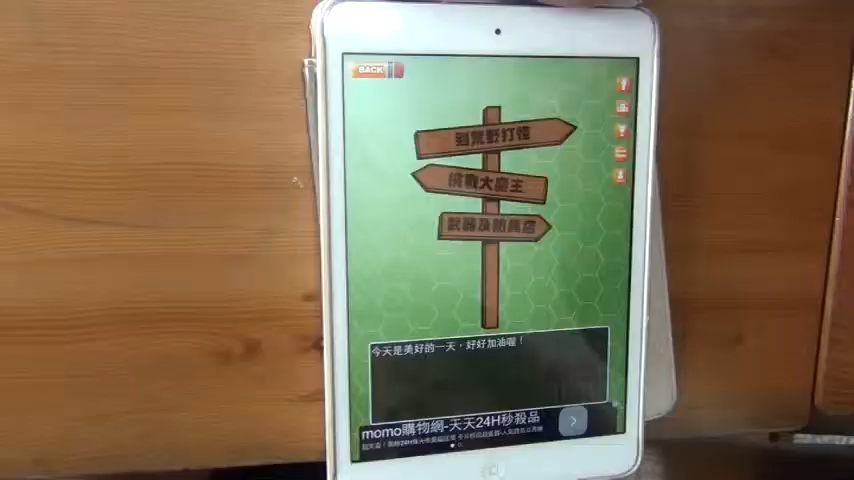 BACK
到荒野打怪
挑戰大魔王
武器及防具店
今天是美好的一天，好好加油喔！
momo購物網-天天24H秒殺品